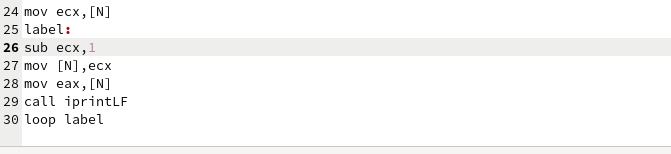 24 mov ecx,[N]
25 label:
26 sub ecx,1
27 mov [N],ecx
28 mov eax,[N]
29 call iprintLF
30 loop label